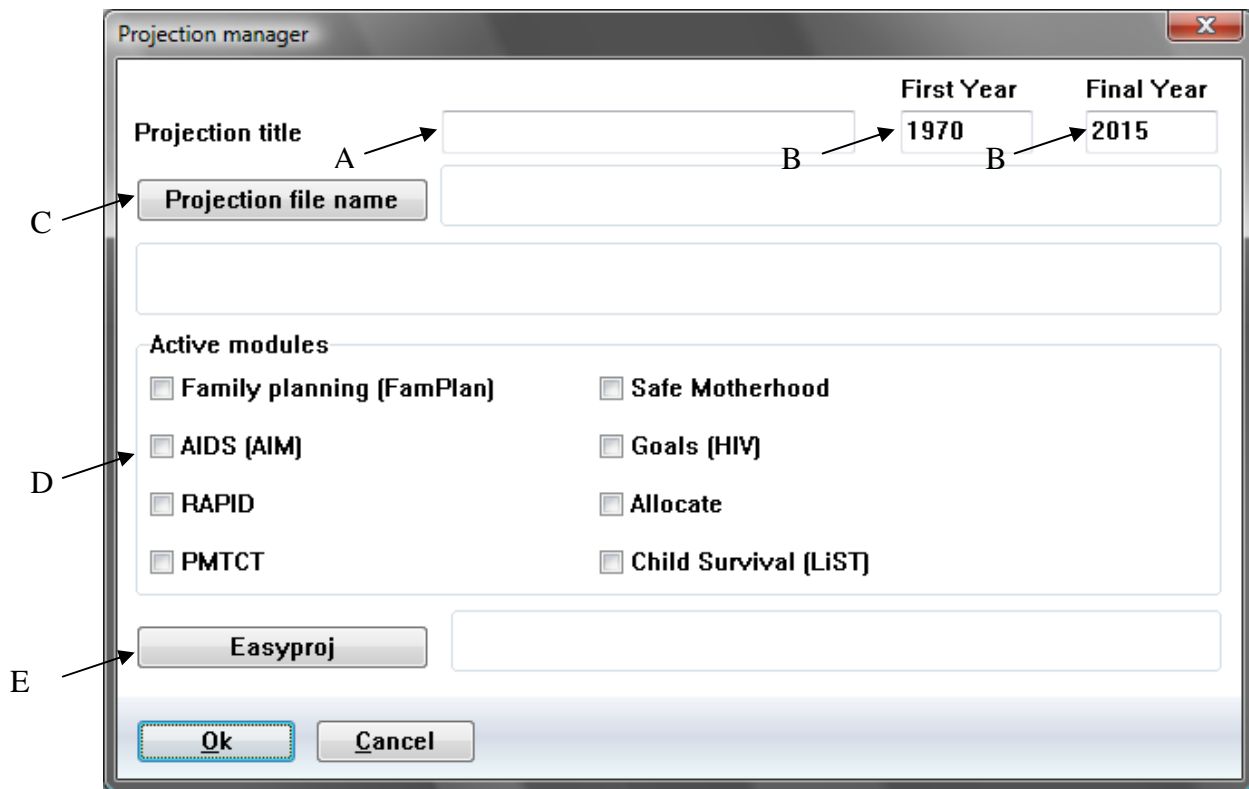 Projection manager
X
First Year Final Year
Projection title A B 1970 B 2015
C Projection file name
Active modules
Family planning (FamPlan) Safe Motherhood
D AIDS (AIM) Goals (HIV)
RAPID Allocate
PMTCT Child Survival (LiST)
E Easyproj
Ok Cancel